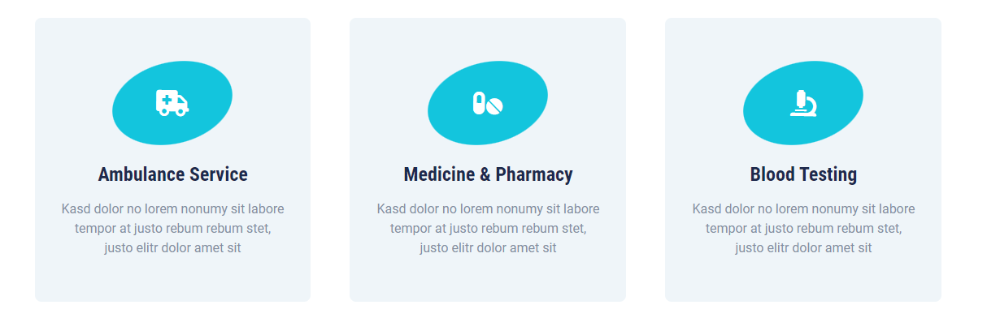 Ambulance Service
Kasd dolor no lorem nonumy sit labore
tempor at justo rebum rebum stet,
justo elitr dolor amet sit
Medicine & Pharmacy
Kasd dolor no lorem nonumy sit labore
tempor at justo rebum rebum stet,
justo elitr dolor amet sit
Blood Testing
Kasd dolor no lorem nonumy sit labore
tempor at justo rebum rebum stet,
justo elitr dolor amet sit